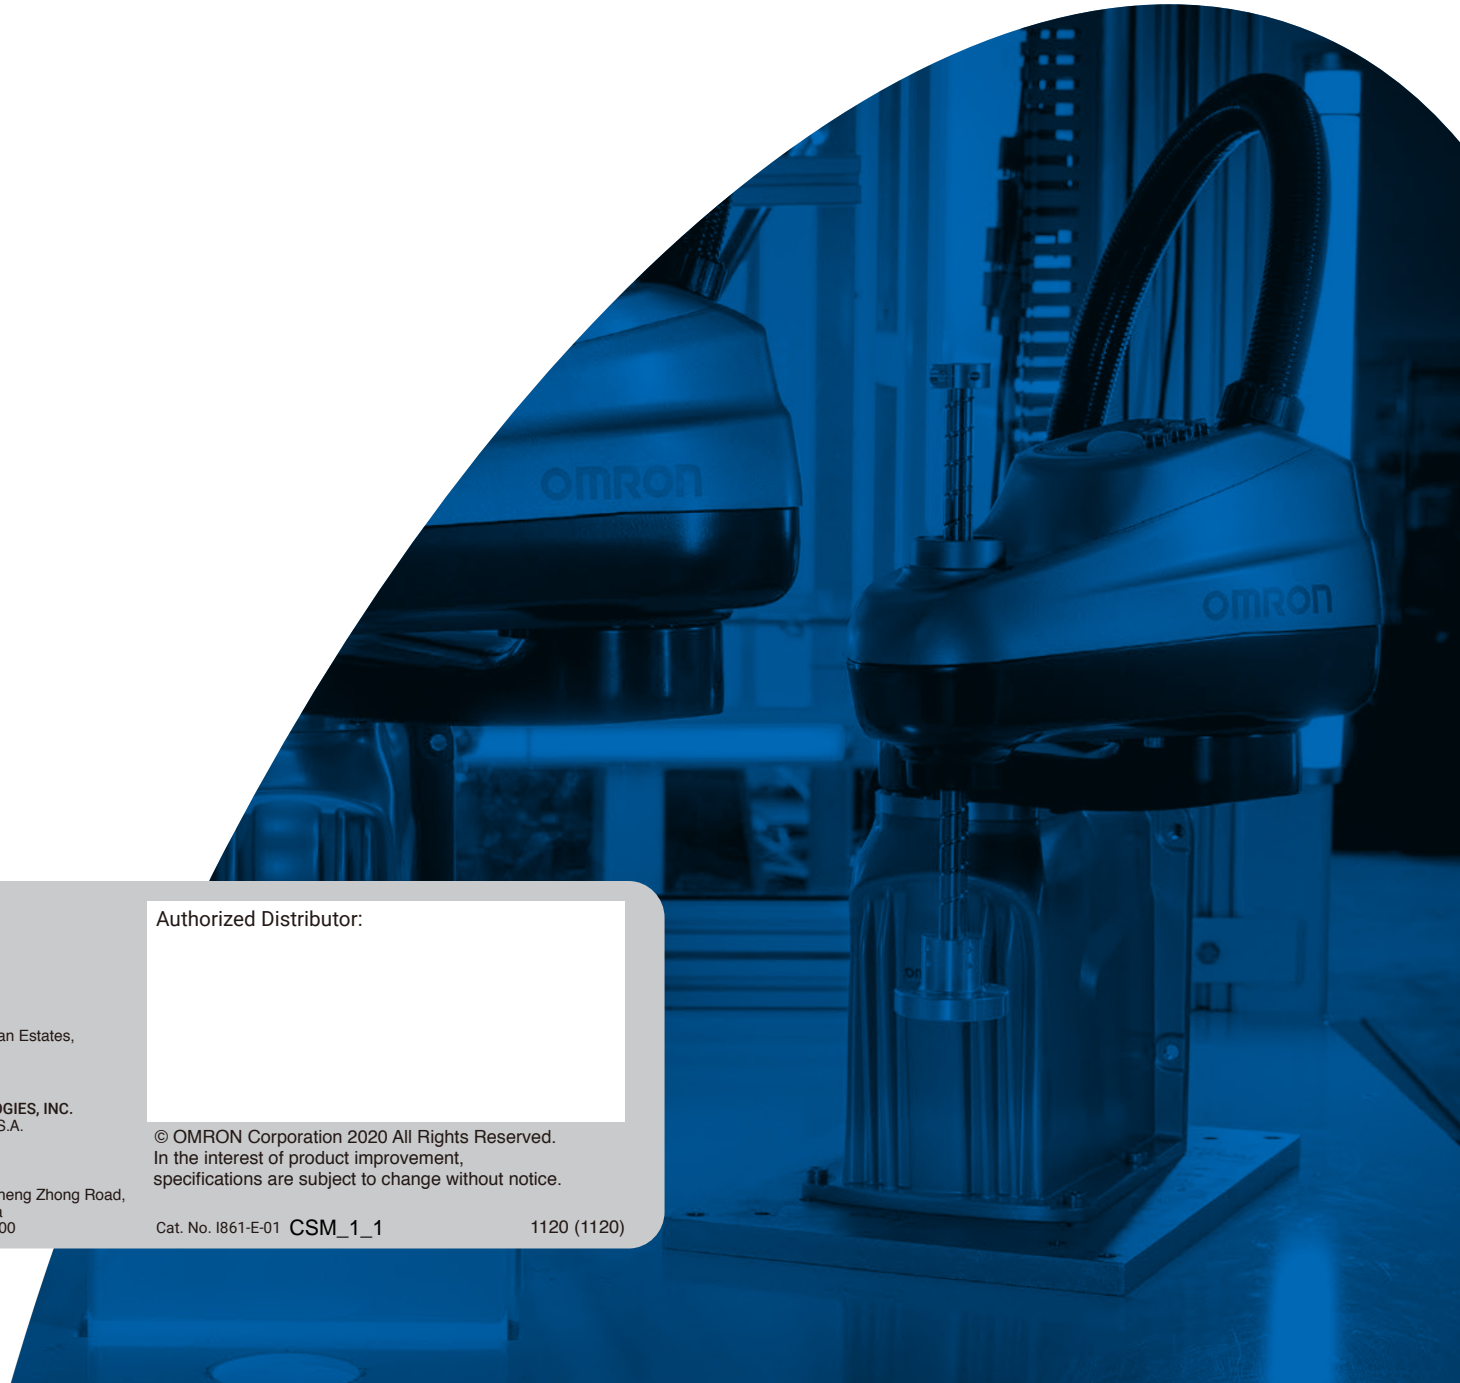 OMRON
OMRON
Authorized Distributor:
an Estates,
OGIES, INC.
S.A.
heng Zhong Road,
00
© OMRON Corporation 2020 All Rights Reserved.
In the interest of product improvement,
specifications are subject to change without notice.
Cat. No. I861-E-01 CSM_1_1 1120 (1120)